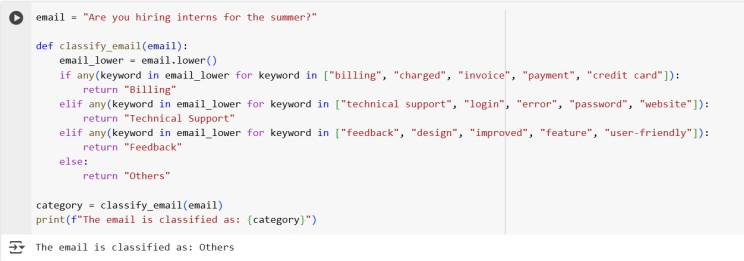 email = "Are you hiring interns for the summer?"
def classify_email(email):
    email_lower = email.lower()
    if any(keyword in email_lower for keyword in ["billing", "charged", "invoice", "payment", "credit card"]):
        return "Billing"
    elif any(keyword in email_lower for keyword in ["technical support", "login", "error", "password", "website"]):
        return "Technical Support"
    elif any(keyword in email_lower for keyword in ["feedback", "design", "improved", "feature", "user-friendly"]):
        return "Feedback"
    else:
        return "Others"
category = classify_email(email)
print(f"The email is classified as: {category}")
The email is classified as: Others